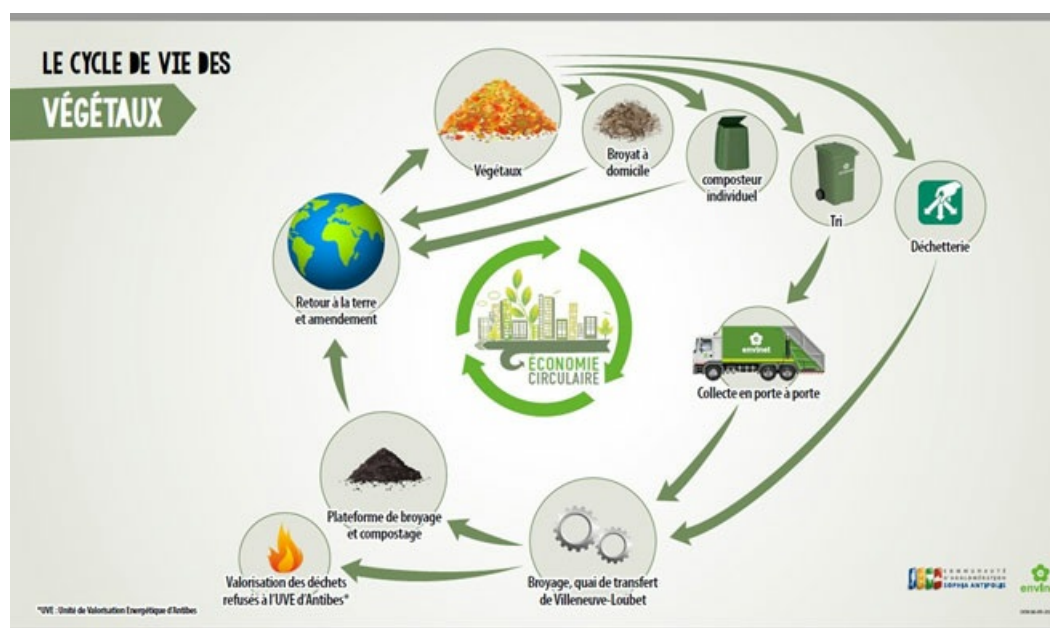 LE CYCLE DE VIE DES
VÉGÉTAUX
Végétaux
Broyat à
domicile
composteur
individuel
Tri
Déchetterie
Retour à la terre
et amendement
envinet
ÉCONOMIE
CIRCULAIRE
Collecte en porte à porte
Plateforme de broyage
et compostage
Valorisation des déchets
refusés à l'UVE d'Antibes*
Broyage, quai de transfert
de Villeneuve-Loubet
*UVE : Unité de Valorisation Energétique d'Antibes
COMMUNAUTÉ
D'AGGLOMÉRATION
SOPHIA ANTIPOLIS